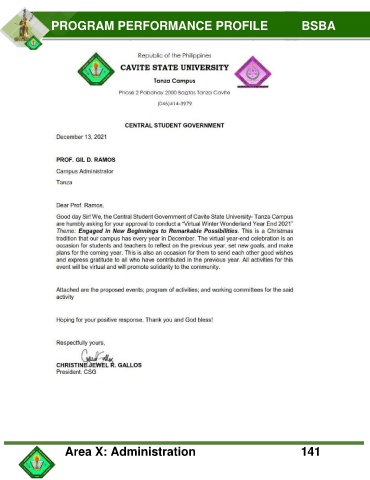 PROGRAM PERFORMANCE PROFILE BSBA
Republic of the Philippines
CAVITE STATE UNIVERSITY
Tanza Campus
Phase 2 Pabahay 2000 Bagtas Tanza Cavite
(046)414-3979
CENTRAL STUDENT GOVERNMENT
December 13, 2021
PROF. GIL D. RAMOS
Campus Administrator
Tanza
Dear Prof. Ramos,
Good day Sir! We, the Central Student Government of Cavite State University- Tanza Campus
are humbly asking for your approval to conduct a "Virtual Winter Wonderland Year End 2021"
Theme: Engaged in New Beginnings to Remarkable Possibilities. This is a Christmas
tradition that our campus has every year in December. The virtual year-end celebration is an
occasion for students and teachers to reflect on the previous year, set new goals, and make
plans for the coming year. This is also an occasion for them to send each other good wishes
and express gratitude to all who have contributed in the previous year. All activities for this
event will be virtual and will promote solidarity to the community.
Attached are the proposed events; program of activities; and working committees for the said
activity
Hoping for your positive response. Thank you and God bless!
Respectfully yours,
CHRISTINE JEWEL R. GALLOS
President, CSG
Area X: Administration 141